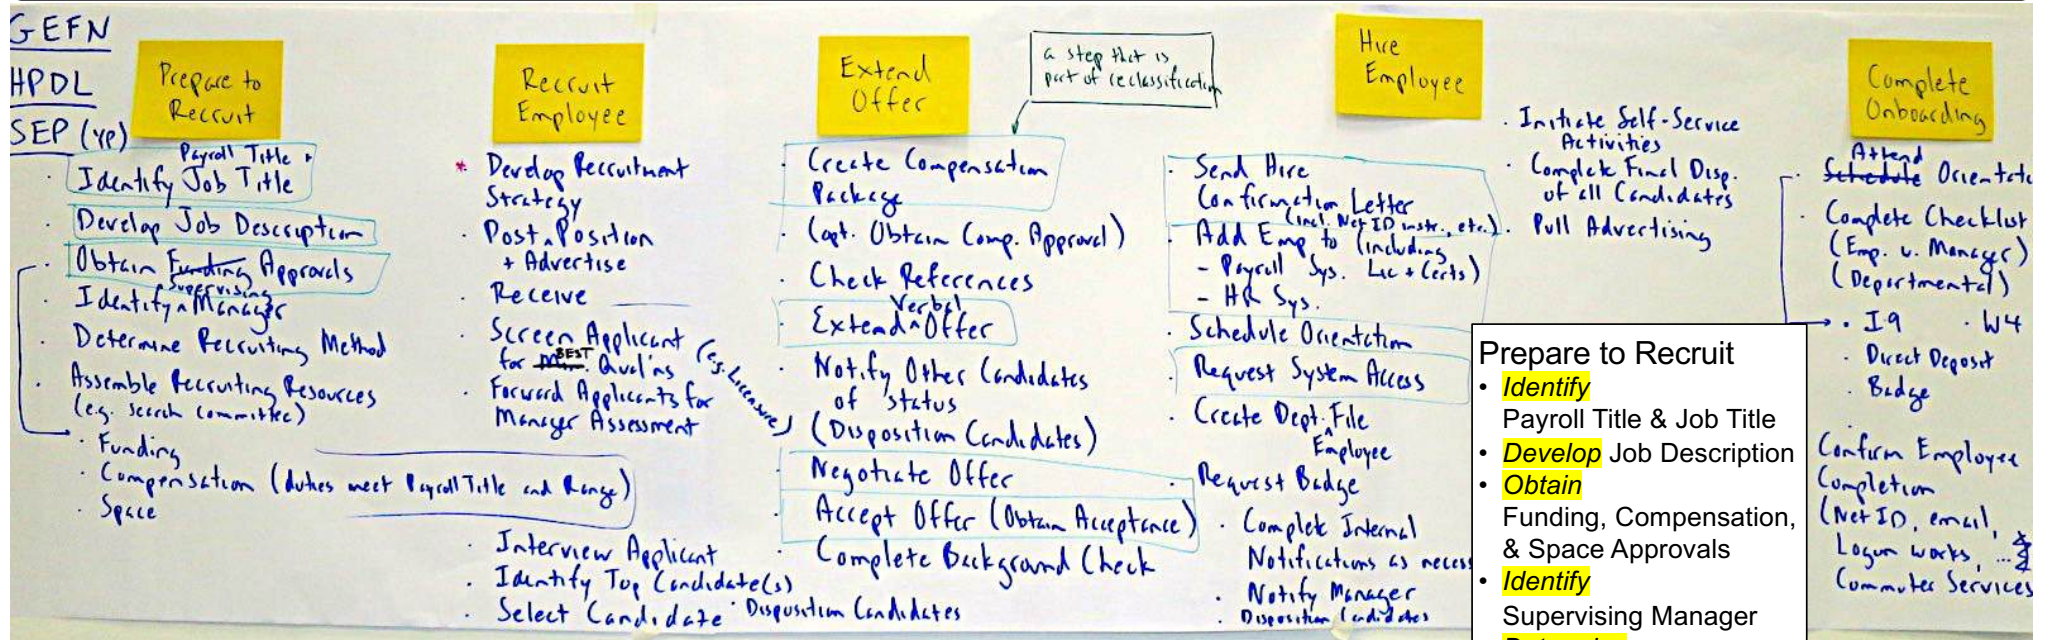 GEFN
HPDL
SEP (YP)
Prepare to
Recruit
Payroll Title +
· Identify Job Title
· Develop Job Description
· Obtain Funding Approvals
Supervising
· Identify ^ Manager
· Determine Recruiting Method
· Assemble Recruiting Resources
(e.g. search committee)
· Funding
· Compensation (duties meet Payroll Title and Range)
· Space
Recruit
Employee
* Develop Recruitment
Strategy
· Post ^ Position
+ Advertise
· Receive
· Screen Applicant (e.g. Licensure)
for BEST Qual'ns
· Forward Applicants for
Manager Assessment
· Interview Applicant
· Identify Top Candidate(s)
· Select Candidate · Disposition Candidates
Extend
Offer
a step that is
part of reclassification
· Create Compensation
Package
· (opt. Obtain Comp. Approval)
· Check References
Verbal
· Extend ^ Offer
· Notify Other Candidates
of status
(Disposition Candidates)
· Negotiate Offer
· Accept Offer (Obtain Acceptance)
· Complete Background Check
Hire
Employee
· Send Hire
Confirmation Letter
(incl. Net ID instr., etc.)
· Add Emp to (including
- Payroll Sys. Lic + Certs)
- HR Sys.
· Schedule Orientation
· Request System Access
· Create Dept. ^ File
Employee
· Request Badge
· Complete Internal
Notifications as necess
· Notify Manager
· Disposition Candidates
· Initiate Self-Service
Activities
· Complete Final Disp.
of all Candidates
· Pull Advertising
Complete
Onboarding
Attend
· Schedule Orientatio
· Complete Checklist
(Emp. v. Manager)
(Departmental)
· I9 · W4
· Direct Deposit
· Badge
Confirm Employee
Completion
(Net ID, email,
Logon works, ...
Commuter Services
Prepare to Recruit
• Identify
Payroll Title & Job Title
• Develop Job Description
• Obtain
Funding, Compensation,
& Space Approvals
• Identify
Supervising Manager